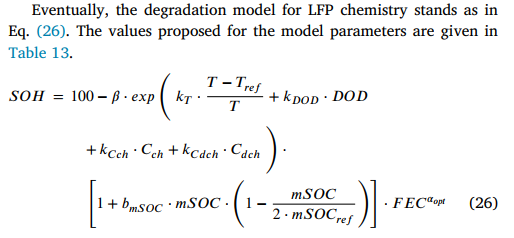 Eventually, the degradation model for LFP chemistry stands as in
Eq. (26). The values proposed for the model parameters are given in
Table 13.
SOH = 100 − β · exp ( k_T · (T − T_ref) / T + k_DOD · DOD
+ k_Cch · C_ch + k_Cdch · C_dch ) ·
[ 1 + b_mSOC · mSOC · ( 1 − mSOC / (2 · mSOC_ref) ) ] · FEC^α_opt (26)